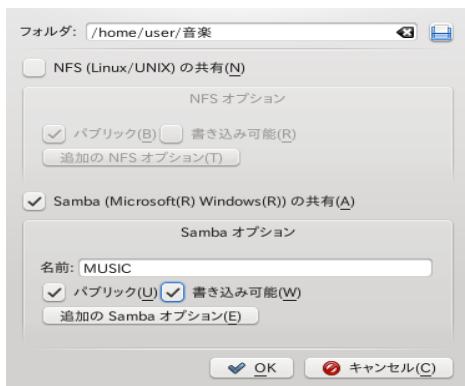 フォルダ: /home/user/音楽
NFS (Linux/UNIX) の共有(N)
NFS オプション
パブリック(B) 書き込み可能(R)
追加の NFS オプション(T)
Samba (Microsoft(R) Windows(R)) の共有(A)
Samba オプション
名前: MUSIC
パブリック(U) 書き込み可能(W)
追加の Samba オプション(E)
OK キャンセル(C)